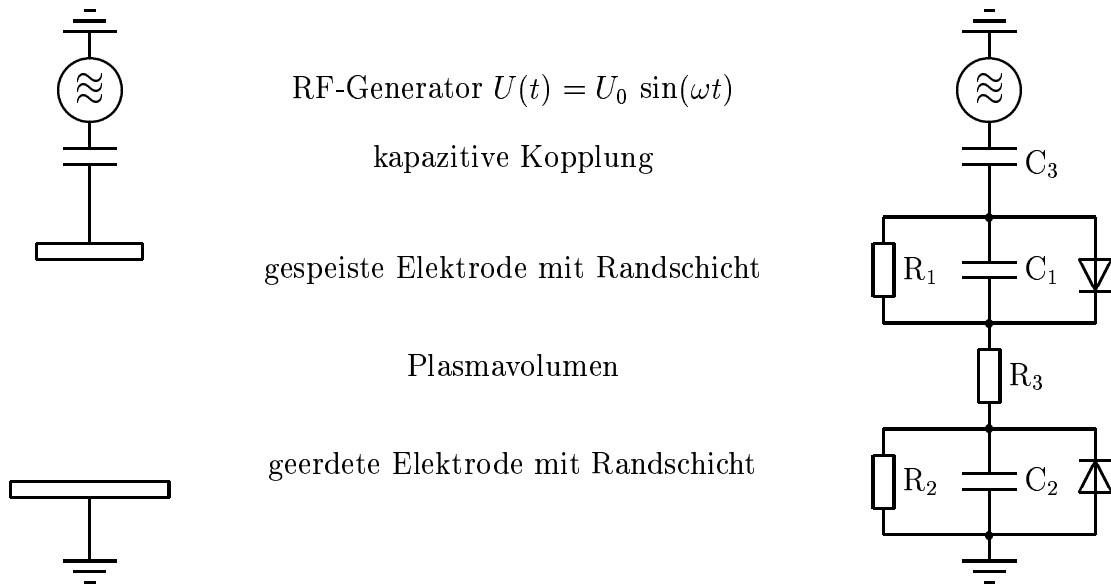 RF-Generator U(t) = U₀ sin(ωt)
kapazitive Kopplung
C₃
gespeiste Elektrode mit Randschicht
R₁
C₁
Plasmavolumen
R₃
geerdete Elektrode mit Randschicht
R₂
C₂